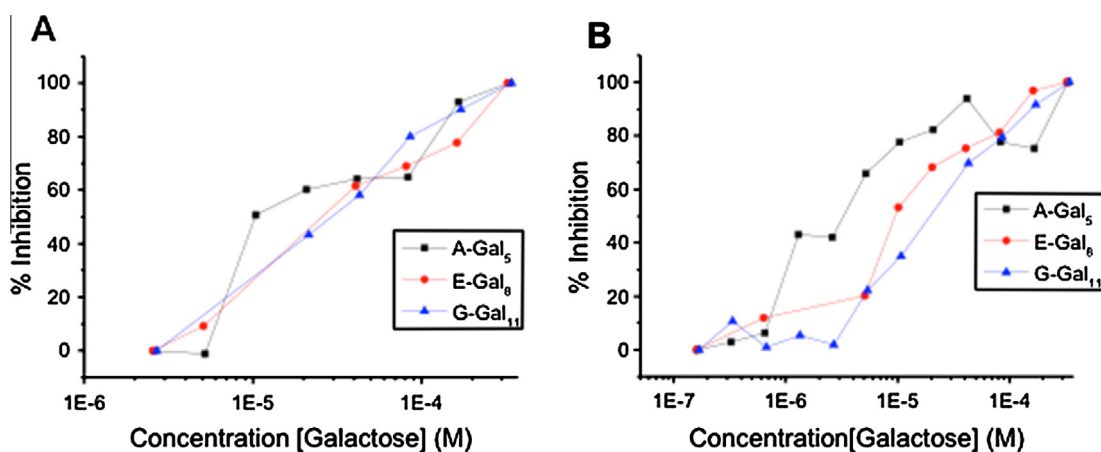 A
% Inhibition
100
80
60
40
20
0
A-Gal5
E-Gal8
G-Gal11
1E-6
1E-5
1E-4
Concentration [Galactose] (M)
B
% Inhibition
100
80
60
40
20
0
A-Gal5
E-Gal8
G-Gal11
1E-7
1E-6
1E-5
1E-4
Concentration[Galactose] (M)